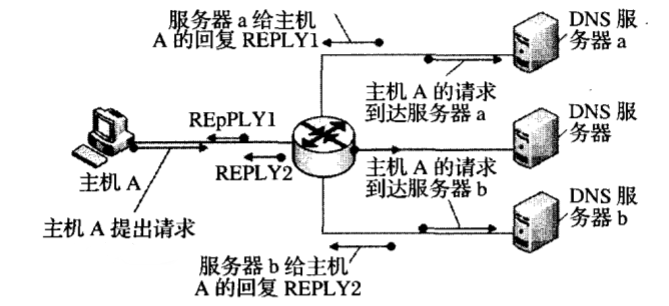 服务器 a 给主机
A 的回复 REPLY1
DNS 服
务器 a
主机 A 的请求
到达服务器 a
REpPLY1
DNS 服
务器
REPLY2
主机 A
主机 A 的请求
到达服务器 b
主机 A 提出请求
DNS 服
务器 b
服务器 b 给主机
A 的回复 REPLY2